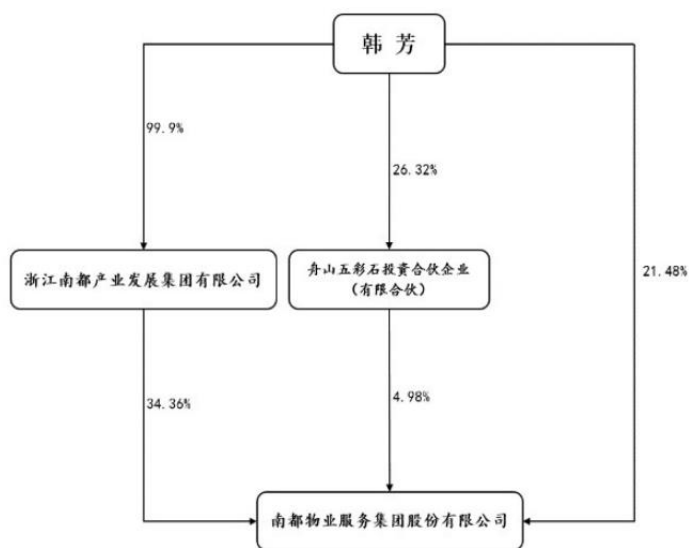 韩 芳
99.9%
26.32%
浙江南都产业发展集团有限公司
舟山五彩石投资合伙企业
（有限合伙）
21.48%
34.36%
4.98%
南都物业服务集团股份有限公司